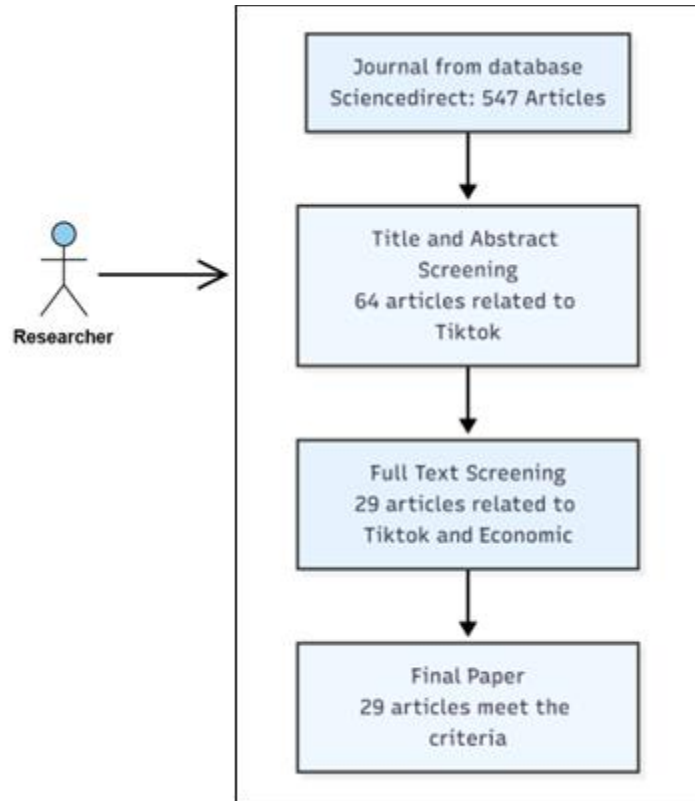 Journal from database
Sciencedirect: 547 Articles
Title and Abstract
Screening
64 articles related to
Tiktok
Researcher
Full Text Screening
29 articles related to
Tiktok and Economic
Final Paper
29 articles meet the
criteria